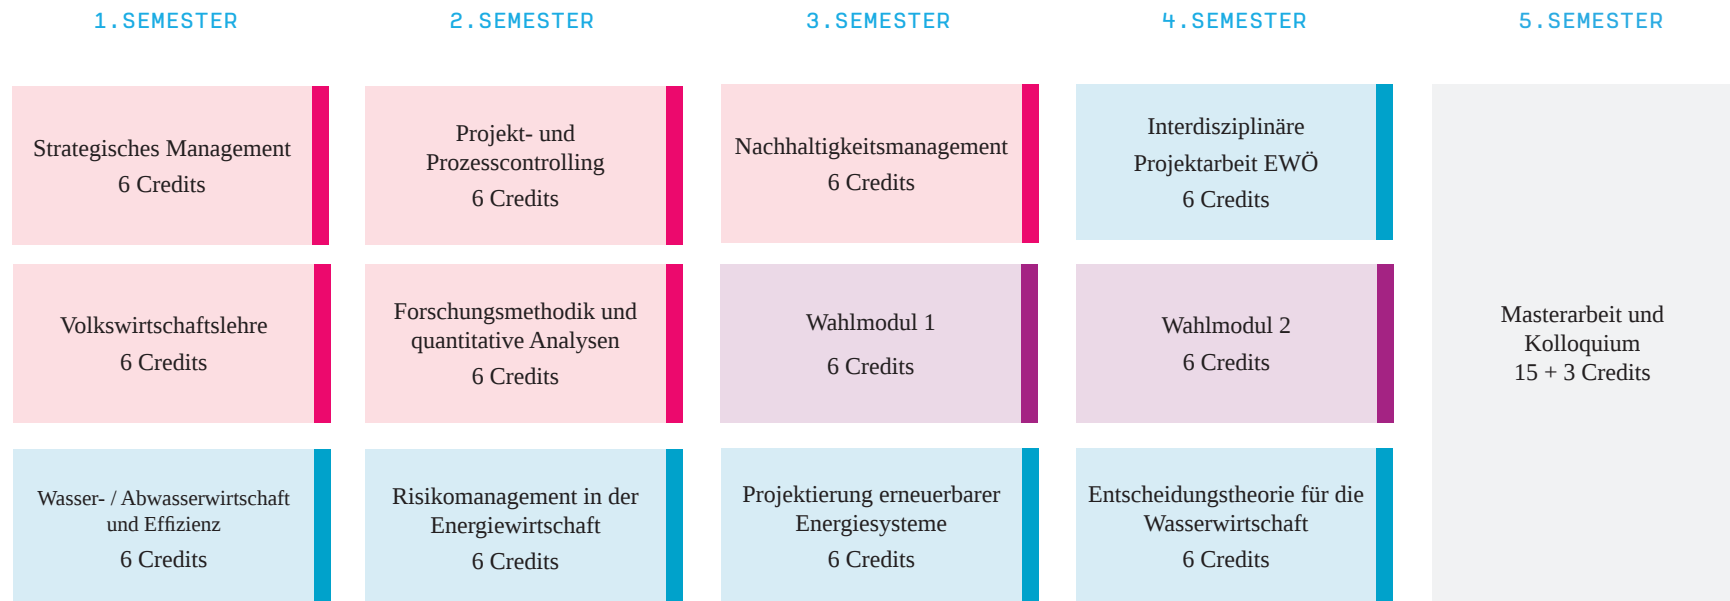 1.SEMESTER
2.SEMESTER
3.SEMESTER
4.SEMESTER
5.SEMESTER
Strategisches Management
6 Credits
Projekt- und
Prozesscontrolling
6 Credits
Nachhaltigkeitsmanagement
6 Credits
Interdisziplinäre
Projektarbeit EWÖ
6 Credits
Volkswirtschaftslehre
6 Credits
Forschungsmethodik und
quantitative Analysen
6 Credits
Wahlmodul 1
6 Credits
Wahlmodul 2
6 Credits
Masterarbeit und
Kolloquium
15 + 3 Credits
Wasser- / Abwasserwirtschaft
und Effizienz
6 Credits
Risikomanagement in der
Energiewirtschaft
6 Credits
Projektierung erneuerbarer
Energiesysteme
6 Credits
Entscheidungstheorie für die
Wasserwirtschaft
6 Credits